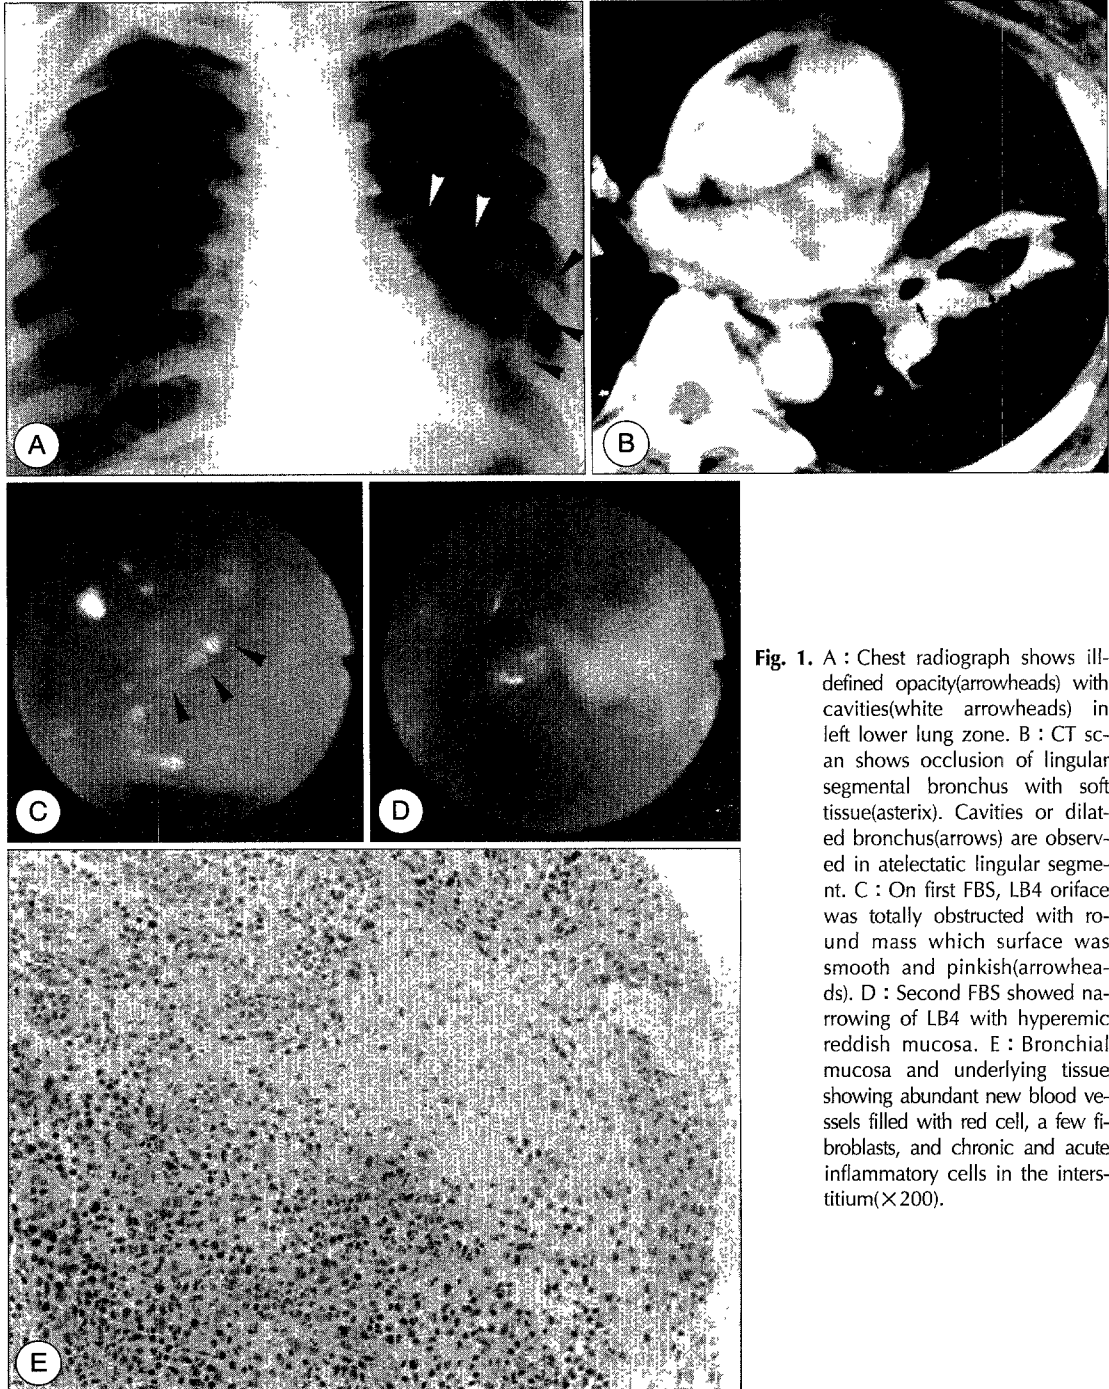 A
B
C
D
E
Fig. 1. A : Chest radiograph shows ill-
defined opacity(arrowheads) with
cavities(white arrowheads) in
left lower lung zone. B : CT sc-
an shows occlusion of lingular
segmental bronchus with soft
tissue(asterix). Cavities or dilat-
ed bronchus(arrows) are observ-
ed in atelectatic lingular segme-
nt. C : On first FBS, LB4 oriface
was totally obstructed with ro-
und mass which surface was
smooth and pinkish(arrowhea-
ds). D : Second FBS showed na-
rrowing of LB4 with hyperemic
reddish mucosa. E : Bronchial
mucosa and underlying tissue
showing abundant new blood ve-
ssels filled with red cell, a few fi-
broblasts, and chronic and acute
inflammatory cells in the inters-
titium(×200).